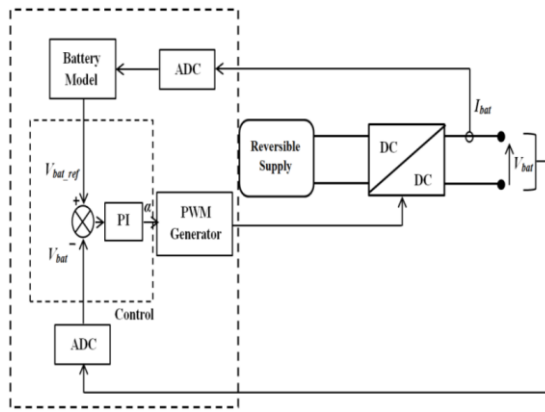 Battery
Model
ADC
I_bat
Reversible
Supply
DC
DC
V_bat
V_bat_ref
+
PI
α
PWM
Generator
−
V_bat
Control
ADC